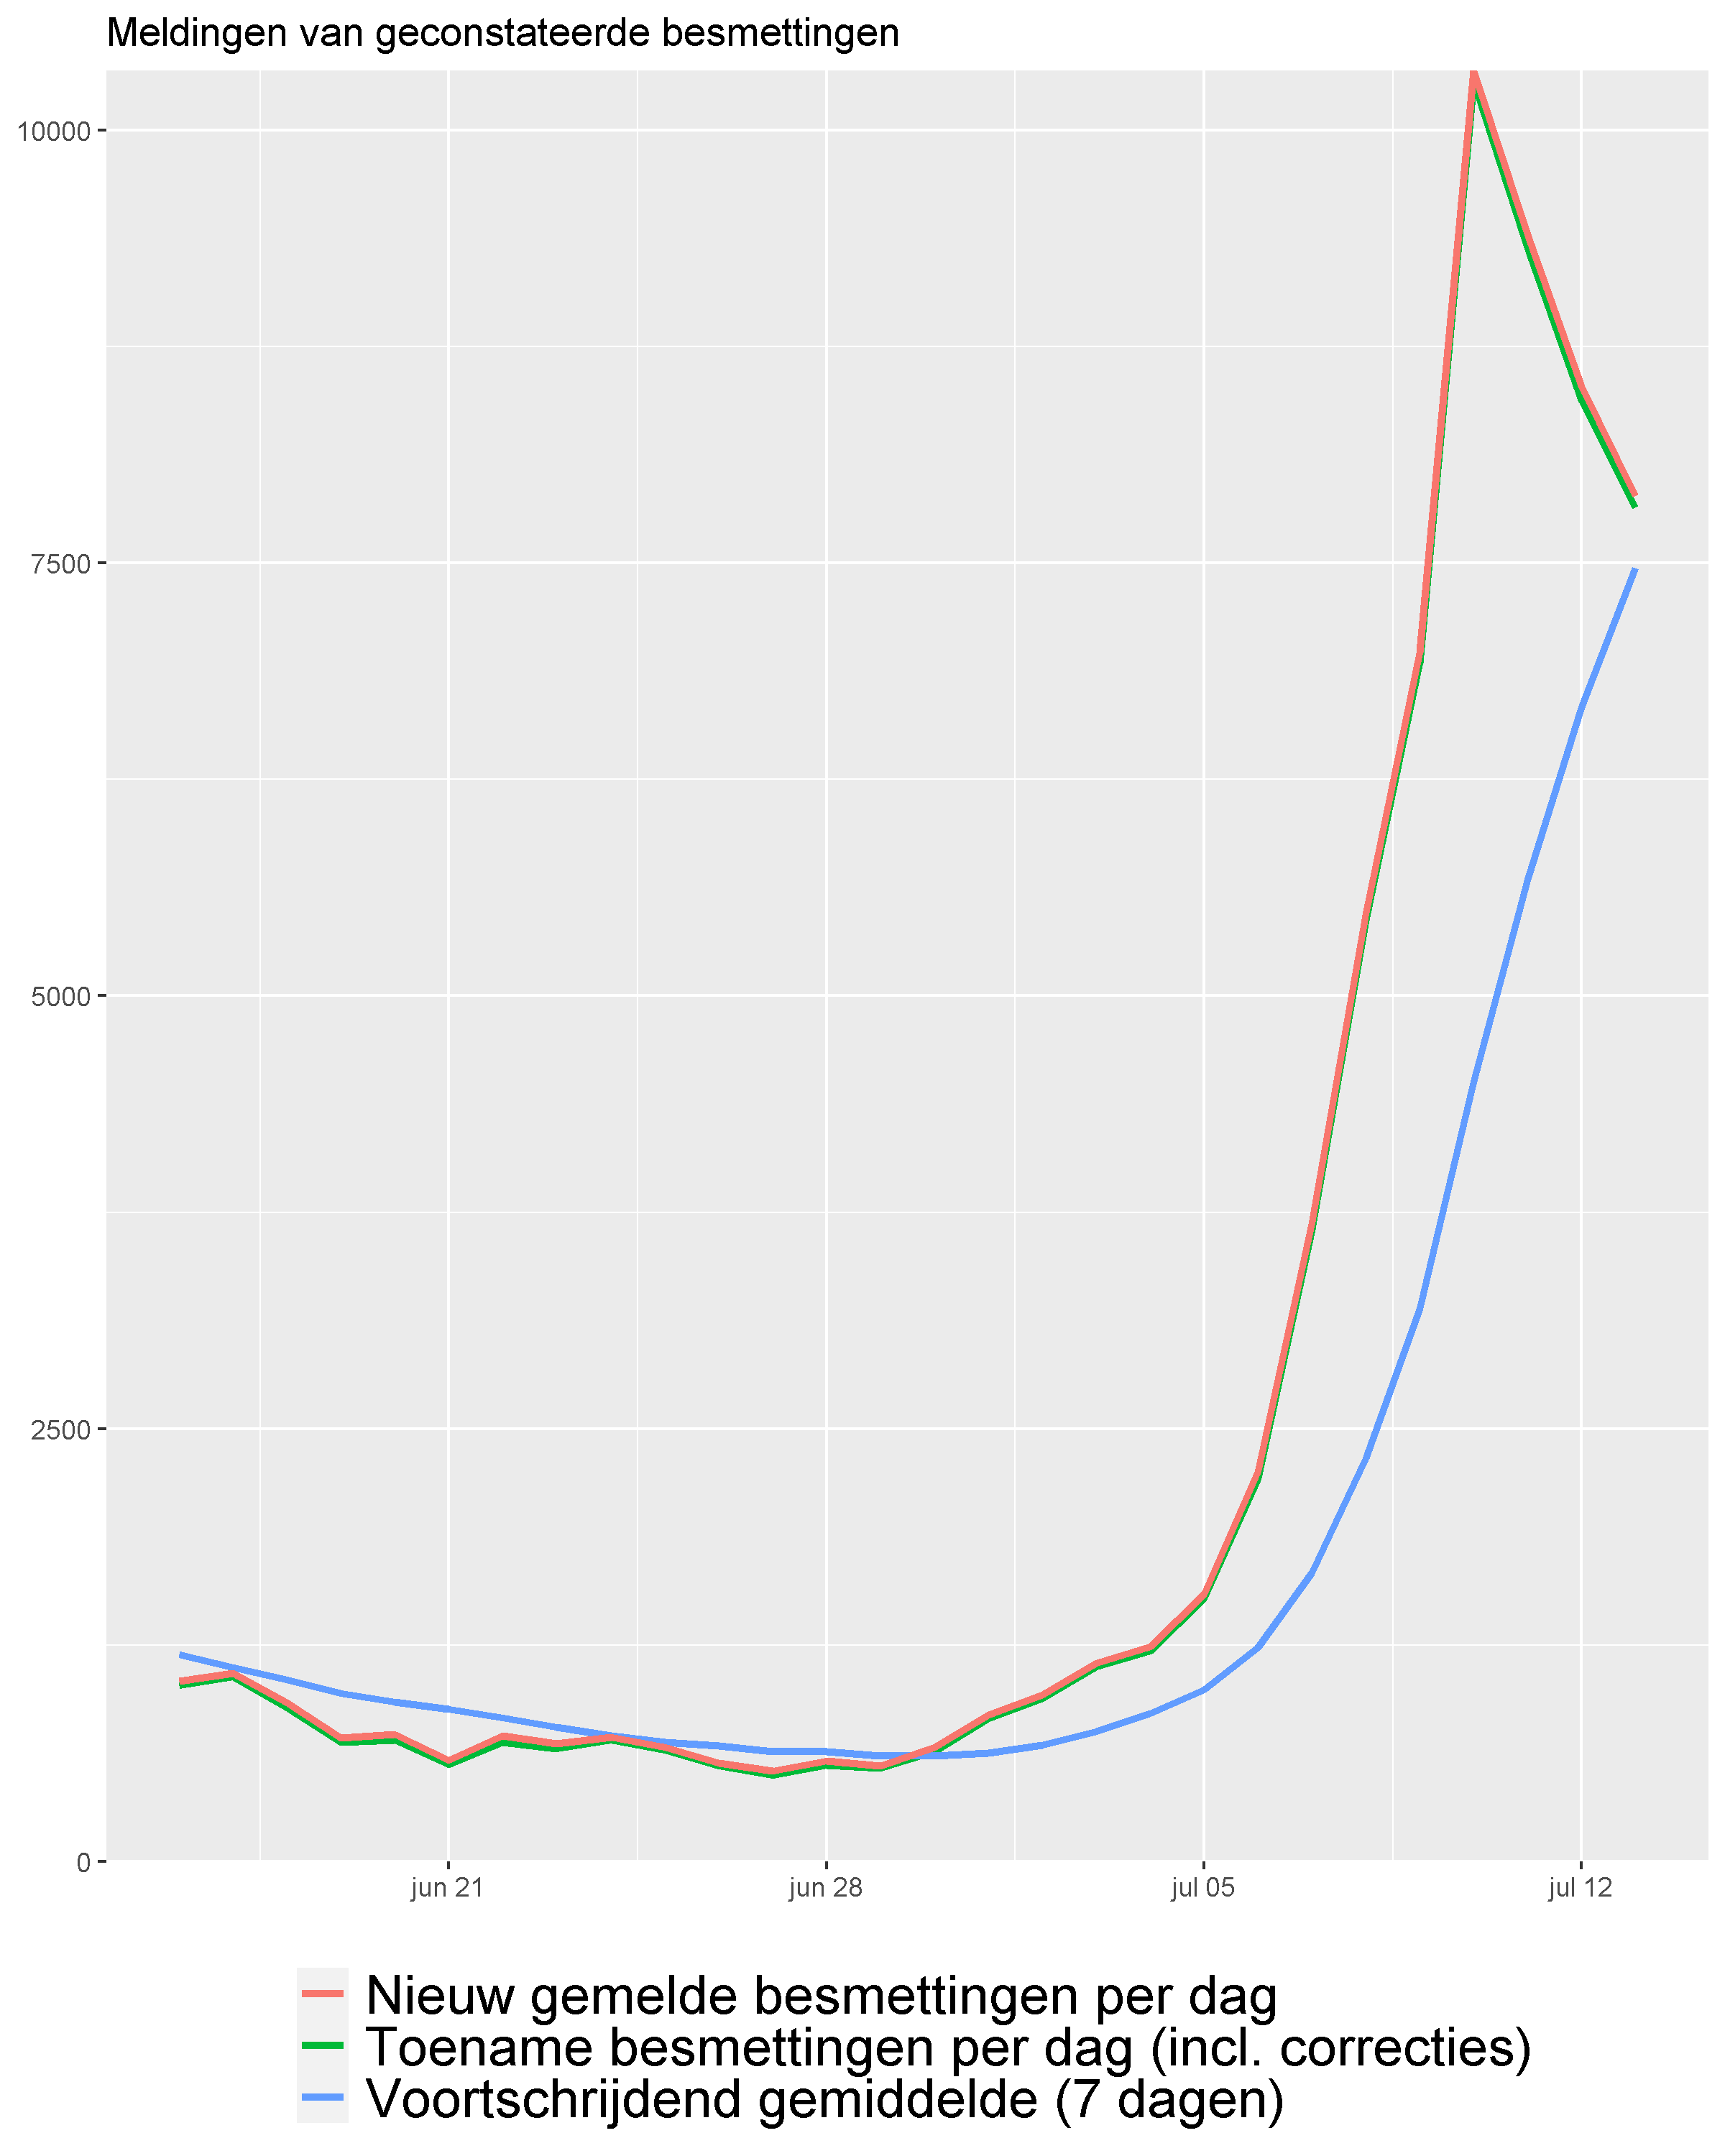 Meldingen van geconstateerde besmettingen
10000
7500
5000
2500
0
jun 21
jun 28
jul 05
jul 12
Nieuw gemelde besmettingen per dag
Toename besmettingen per dag (incl. correcties)
Voortschrijdend gemiddelde (7 dagen)